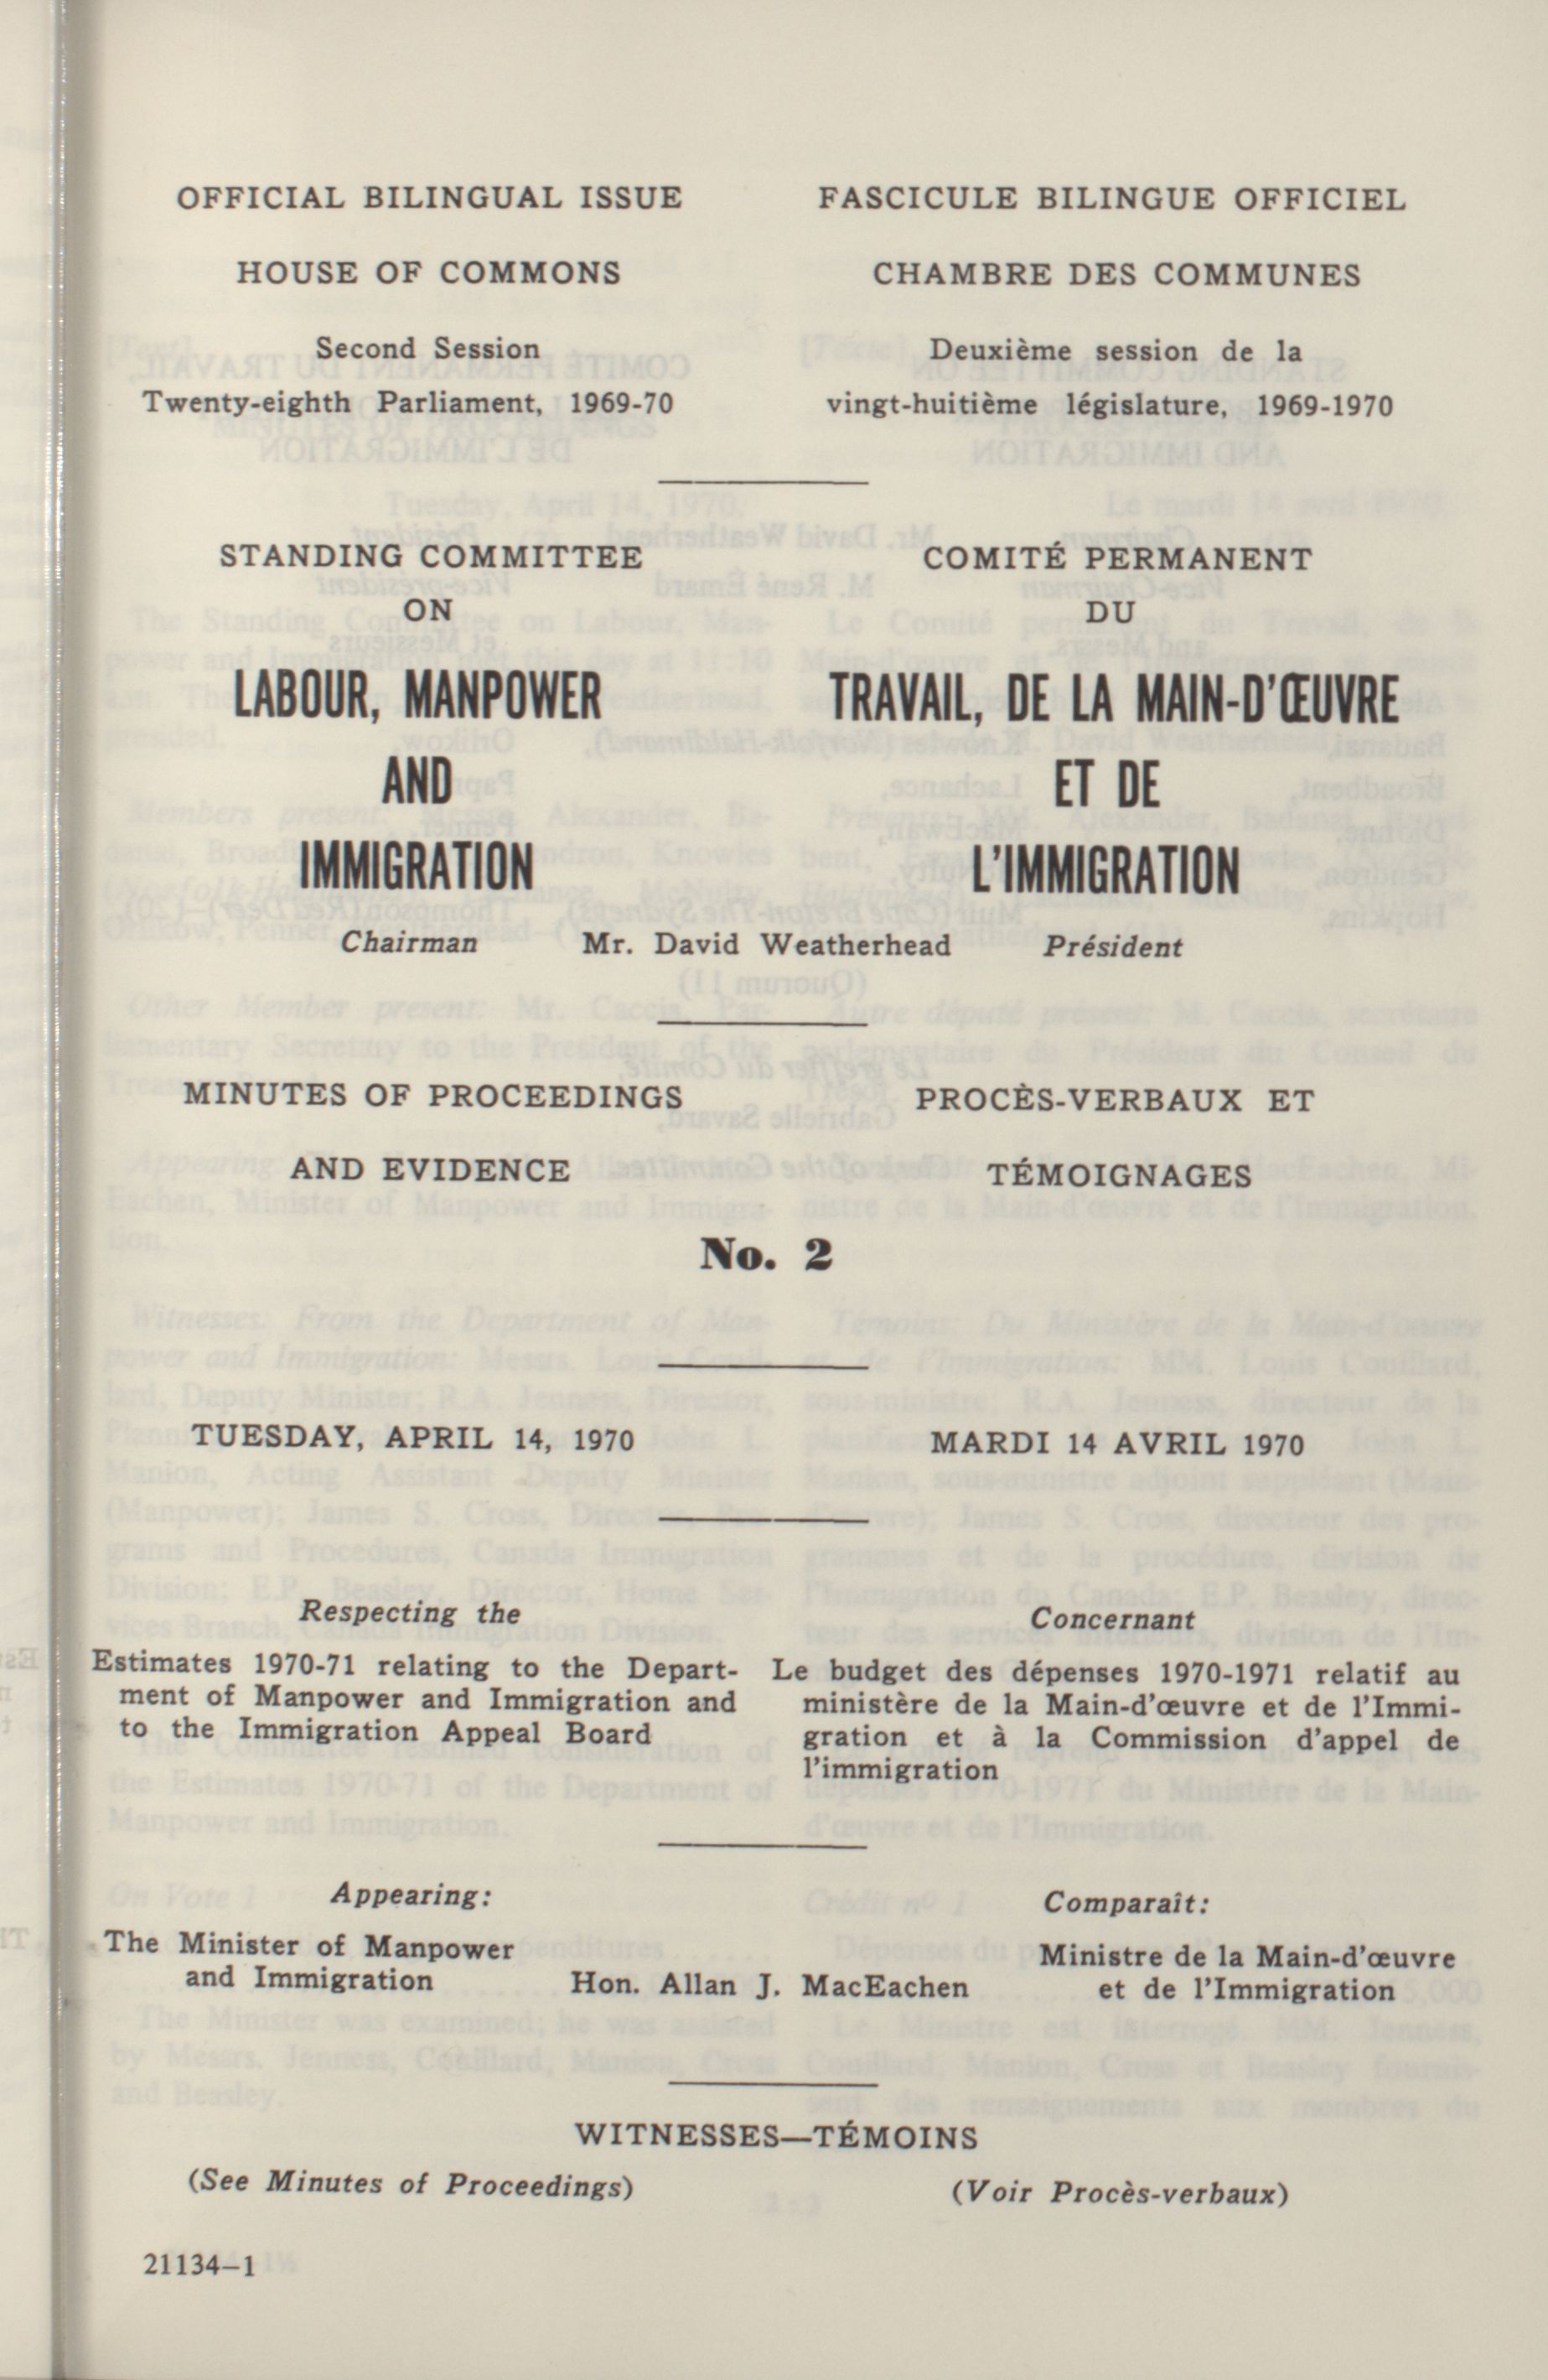 OFFICIAL BILINGUAL ISSUE
HOUSE OF COMMONS
Second Session
Twenty-eighth Parliament, 1969-70
FASCICULE BILINGUE OFFICIEL
CHAMBRE DES COMMUNES
Deuxième session de la
vingt-huitième législature, 1969-1970
STANDING COMMITTEE
ON
LABOUR, MANPOWER
AND
IMMIGRATION
COMITÉ PERMANENT
DU
TRAVAIL, DE LA MAIN-D'ŒUVRE
ET DE
L'IMMIGRATION
Chairman Mr. David Weatherhead Président
MINUTES OF PROCEEDINGS
AND EVIDENCE
PROCÈS-VERBAUX ET
TÉMOIGNAGES
No. 2
TUESDAY, APRIL 14, 1970
MARDI 14 AVRIL 1970
Respecting the
Estimates 1970-71 relating to the Depart-
ment of Manpower and Immigration and
to the Immigration Appeal Board
Concernant
Le budget des dépenses 1970-1971 relatif au
ministère de la Main-d'œuvre et de l'Immi-
gration et à la Commission d'appel de
l'immigration
Appearing:
The Minister of Manpower
and Immigration
Hon. Allan J. MacEachen
Comparaît:
Ministre de la Main-d'œuvre
et de l'Immigration
WITNESSES—TÉMOINS
(See Minutes of Proceedings)
(Voir Procès-verbaux)
21134—1